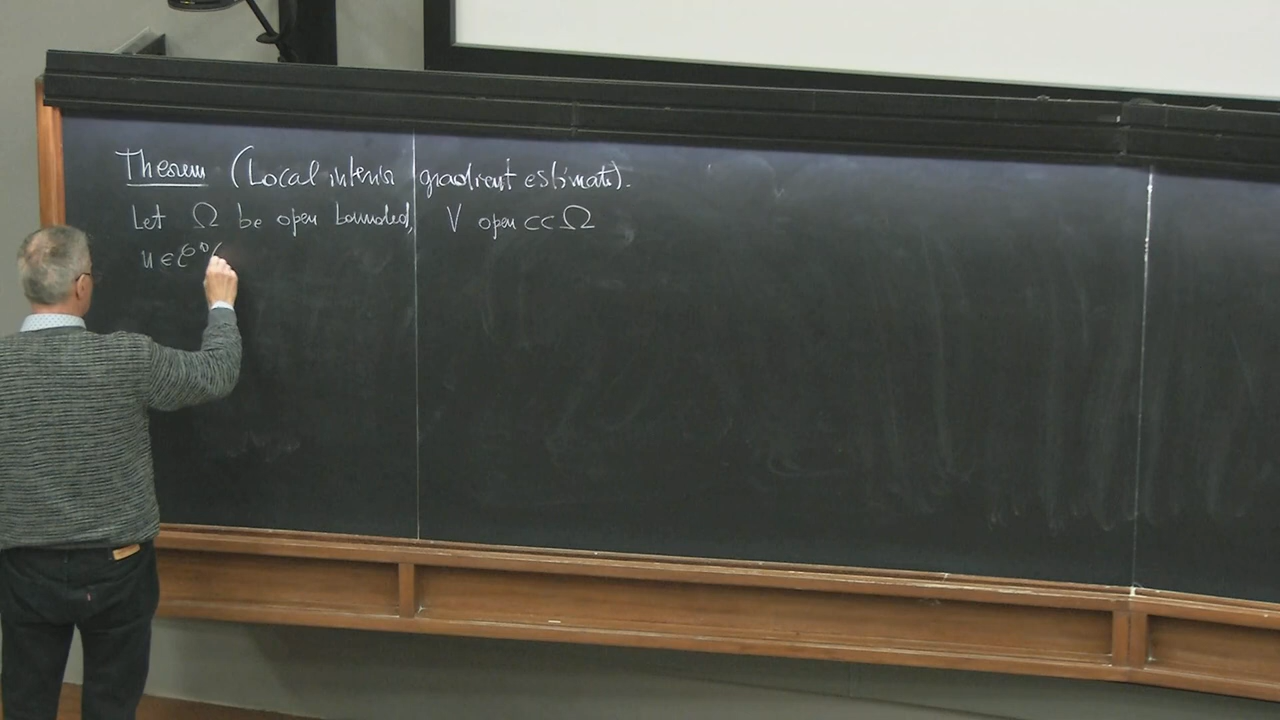 Theorem (Local interior gradient estimate).
Let Ω be open bounded, V open ⊂⊂ Ω
u ∈ C⁰(